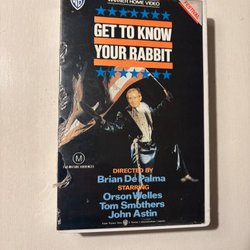 WARNER HOME VIDEO
GET TO KNOW
YOUR RABBIT
M
DIRECTED BY
Brian De Palma
STARRING
Orson Welles
Tom Smothers
John Astin